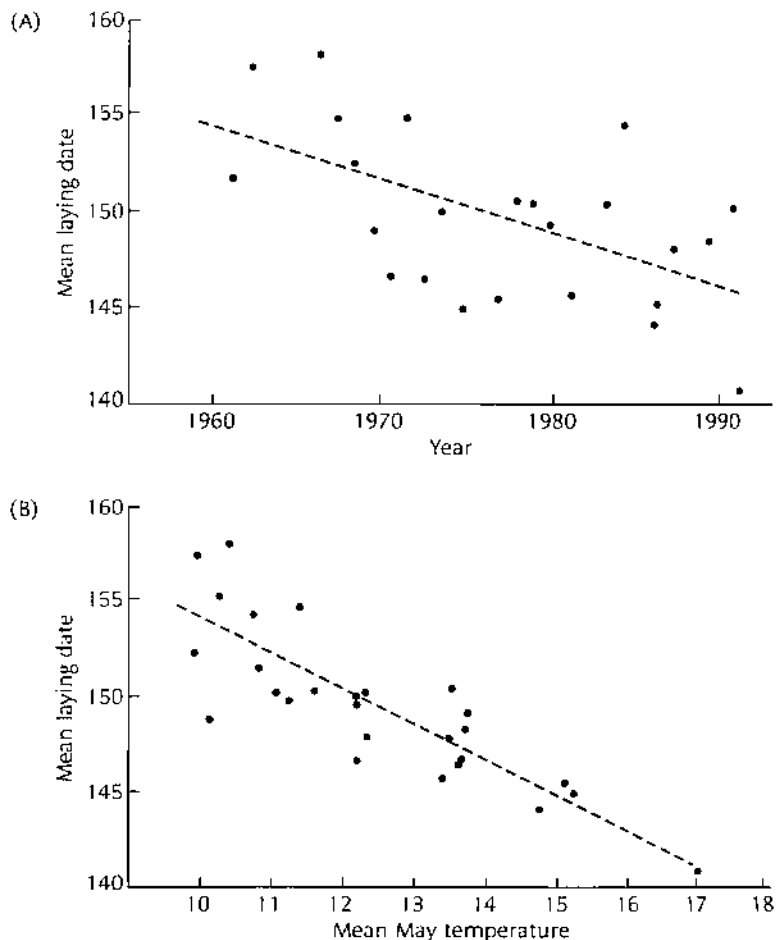 (A)
160
155
150
145
140
Mean laying date
1960 1970 1980 1990
Year
(B)
160
155
150
145
140
Mean laying date
10 11 12 13 14 15 16 17 18
Mean May temperature